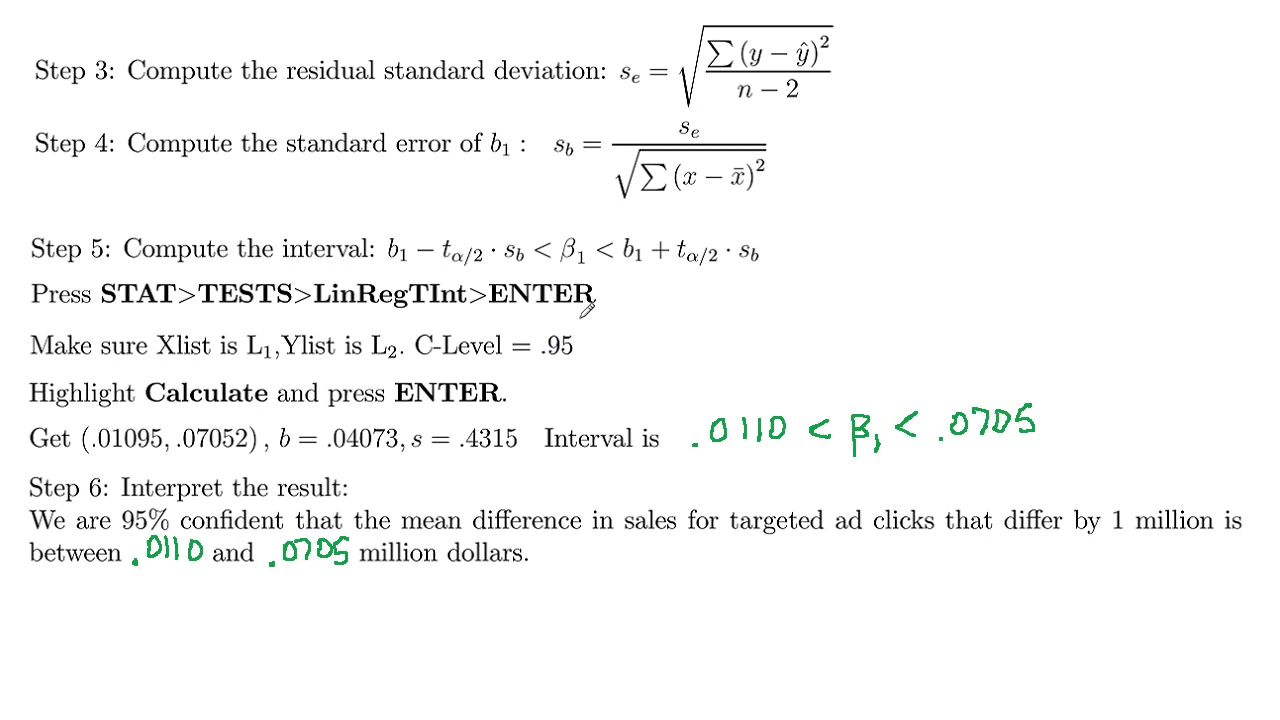 Step 3: Compute the residual standard deviation: sₑ = √(∑(y − ŷ)² / (n − 2))
Step 4: Compute the standard error of b₁ : s_b = sₑ / √(∑(x − x̄)²)
Step 5: Compute the interval: b₁ − t_{α/2} · s_b < β₁ < b₁ + t_{α/2} · s_b
Press STAT>TESTS>LinRegTInt>ENTER
Make sure Xlist is L₁,Ylist is L₂. C-Level = .95
Highlight Calculate and press ENTER.
Get (.01095, .07052) , b = .04073, s = .4315 Interval is .0110 < β₁ < .0705
Step 6: Interpret the result:
We are 95% confident that the mean difference in sales for targeted ad clicks that differ by 1 million is
between .0110 and .0705 million dollars.